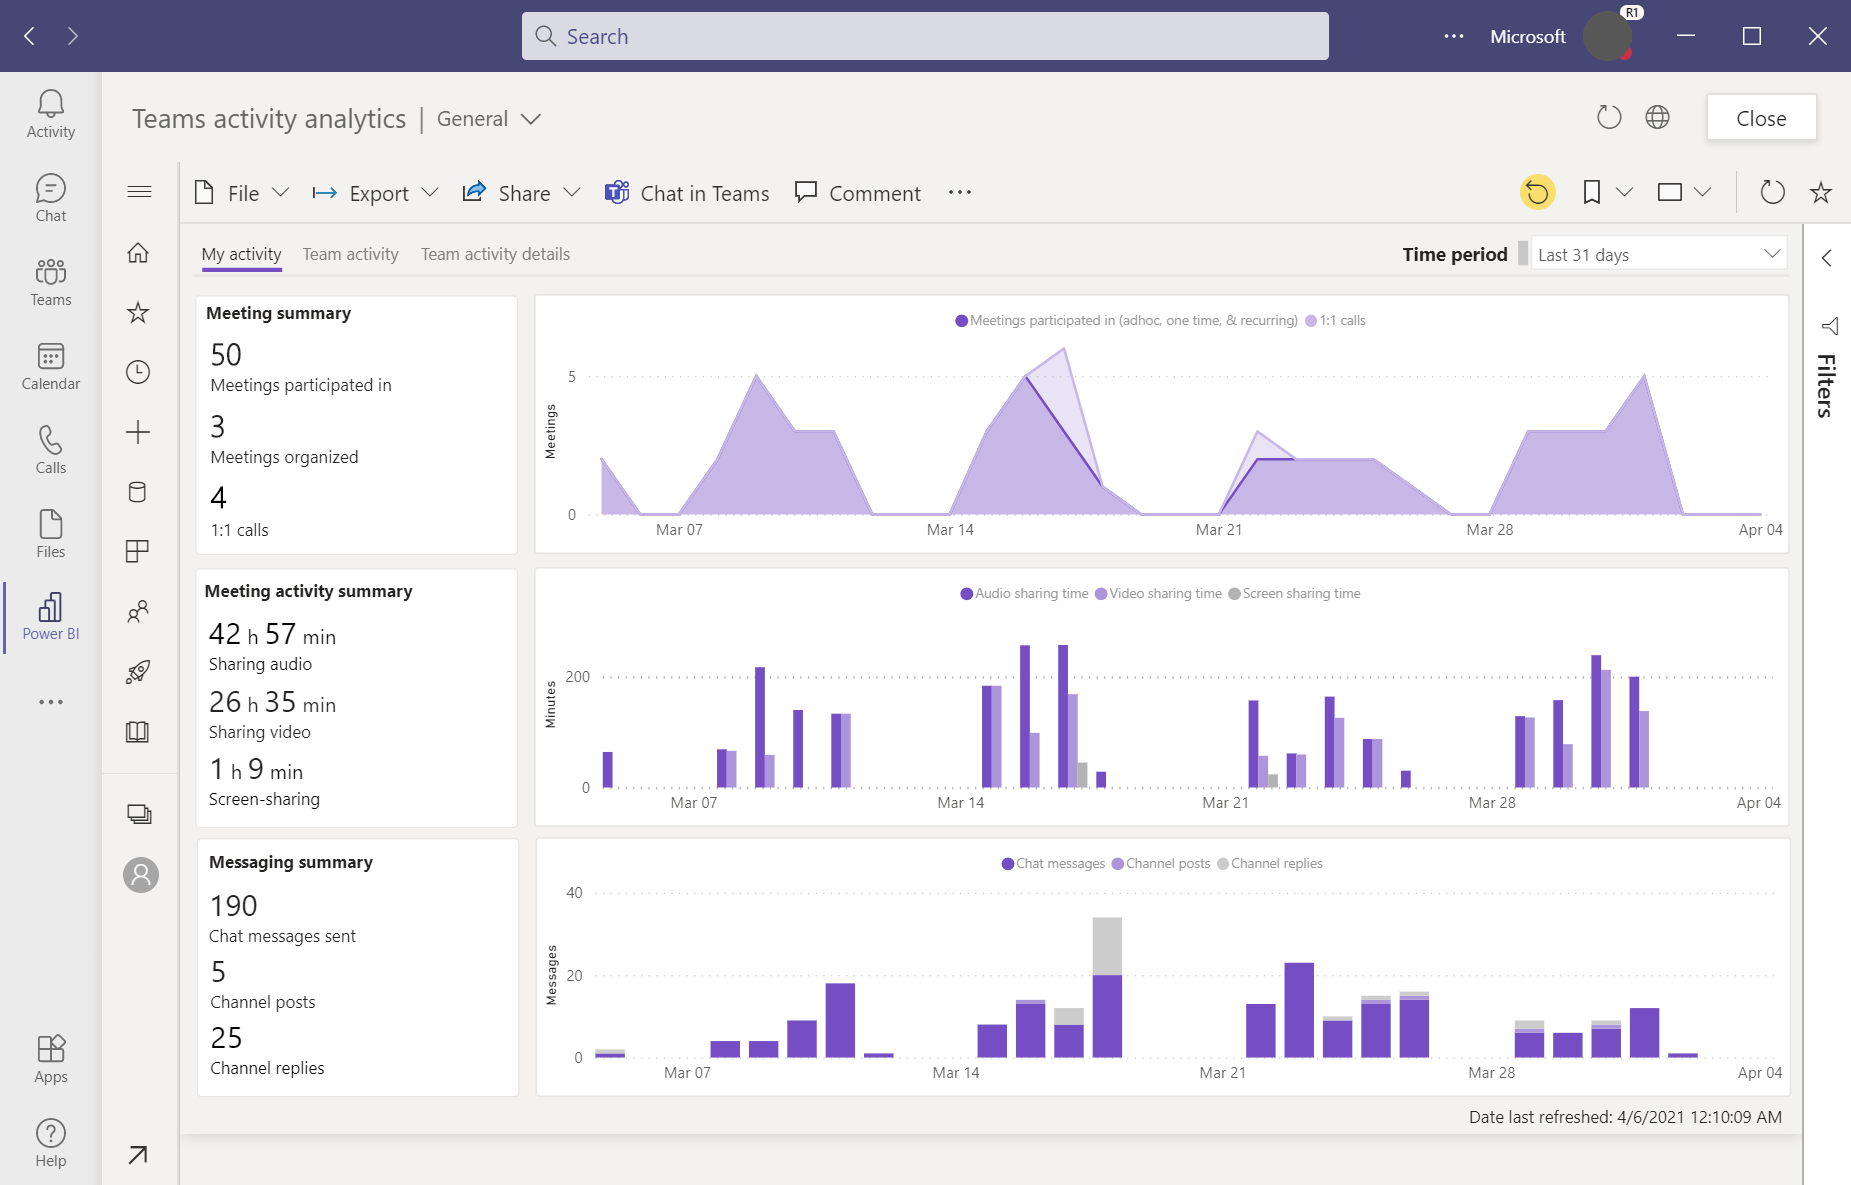 Search
Microsoft
R1
Activity
Chat
Teams
Calendar
Calls
Files
Power BI
Apps
Help
Teams activity analytics | General
Close
File
Export
Share
Chat in Teams
Comment
My activity
Team activity
Team activity details
Time period
Last 31 days
Filters
Meeting summary
50
Meetings participated in
3
Meetings organized
4
1:1 calls
Meetings participated in (adhoc, one time, & recurring)
1:1 calls
Meetings
5
0
Mar 07
Mar 14
Mar 21
Mar 28
Apr 04
Meeting activity summary
42 h 57 min
Sharing audio
26 h 35 min
Sharing video
1 h 9 min
Screen-sharing
Audio sharing time
Video sharing time
Screen sharing time
Minutes
200
0
Mar 07
Mar 14
Mar 21
Mar 28
Apr 04
Messaging summary
190
Chat messages sent
5
Channel posts
25
Channel replies
Chat messages
Channel posts
Channel replies
Messages
40
20
0
Mar 07
Mar 14
Mar 21
Mar 28
Apr 04
Date last refreshed: 4/6/2021 12:10:09 AM